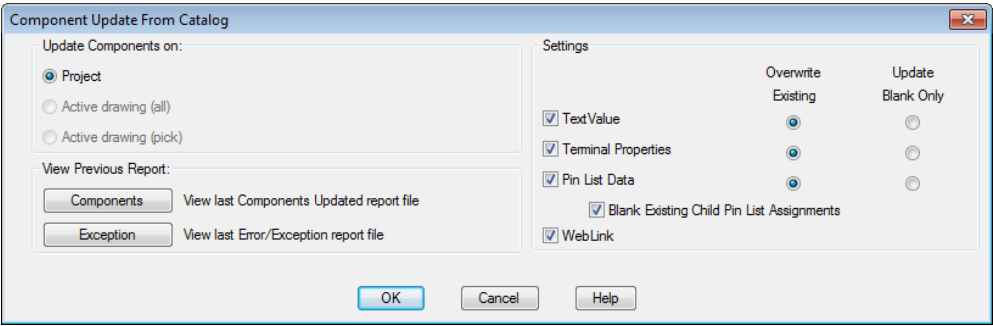 Component Update From Catalog
Update Components on:
Project
Active drawing (all)
Active drawing (pick)
View Previous Report:
Components View last Components Updated report file
Exception View last Error/Exception report file
Settings
Overwrite Update
Existing Blank Only
TextValue
Terminal Properties
Pin List Data
Blank Existing Child Pin List Assignments
WebLink
OK Cancel Help